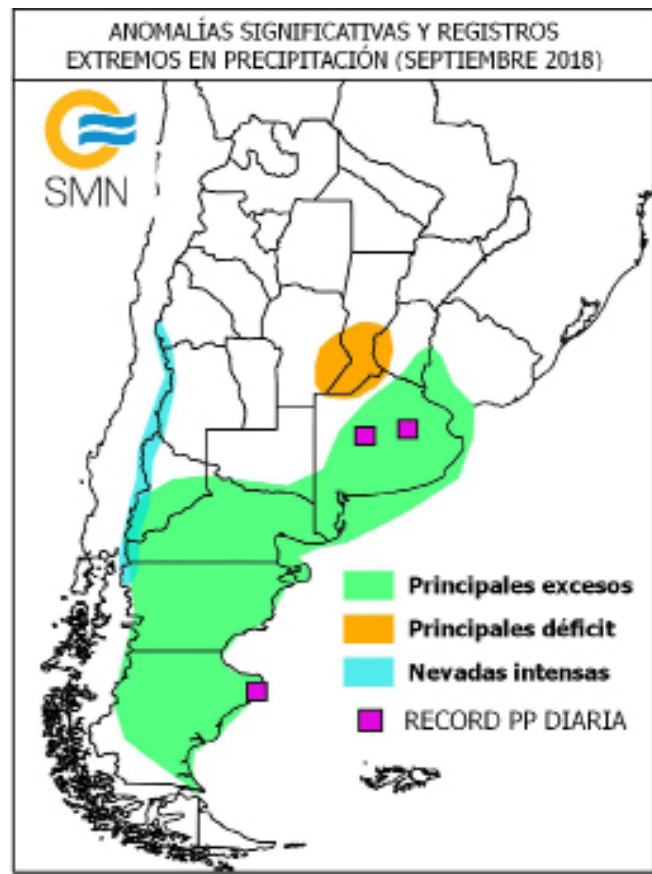 ANOMALÍAS SIGNIFICATIVAS Y REGISTROS
EXTREMOS EN PRECIPITACIÓN (SEPTIEMBRE 2018)
SMN
Principales excesos
Principales déficit
Nevadas intensas
RECORD PP DIARIA